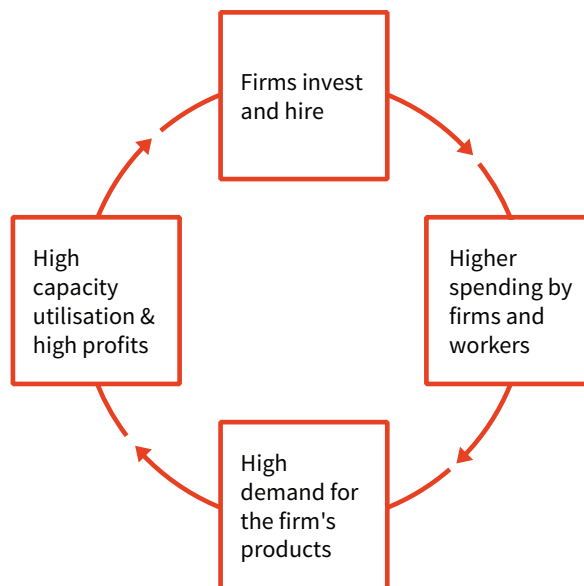 Firms invest
and hire
Higher
spending by
firms and
workers
High
demand for
the firm's
products
High
capacity
utilisation &
high profits